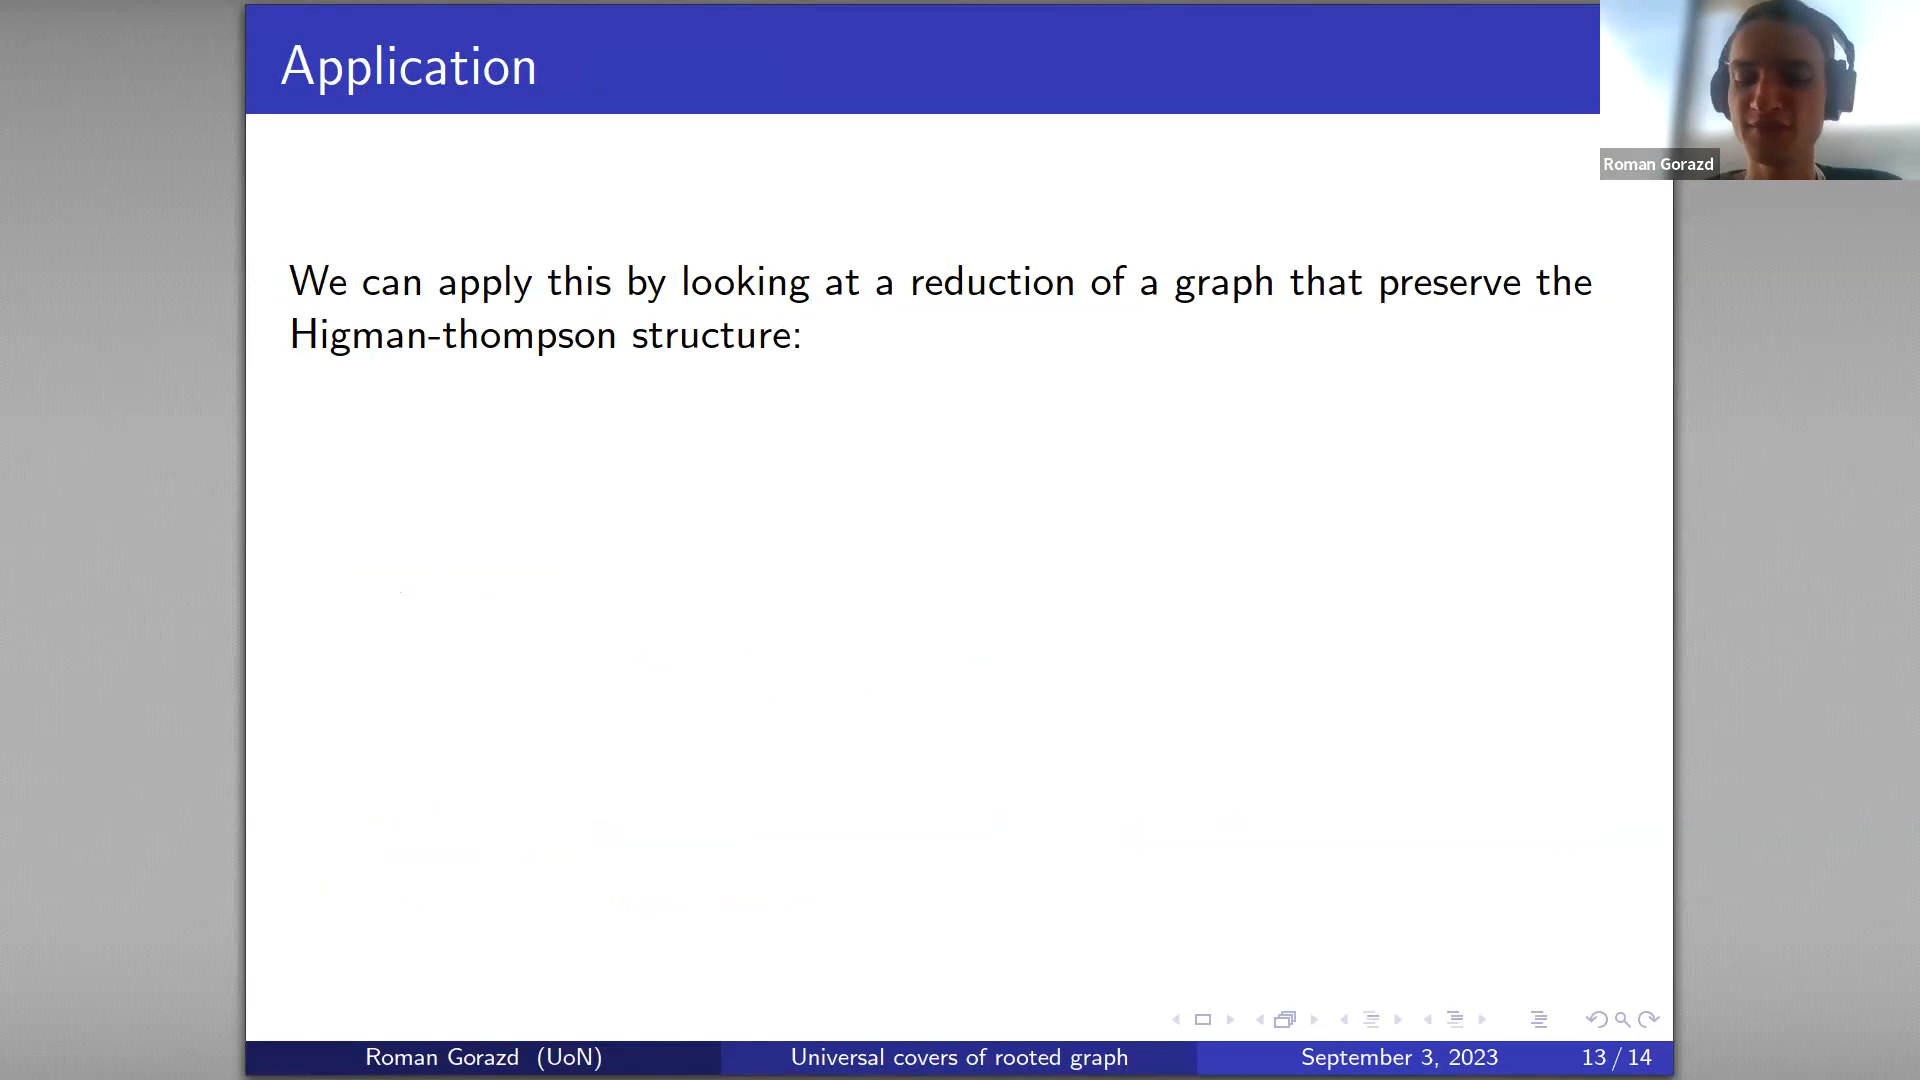 Application
Roman Gorazd
We can apply this by looking at a reduction of a graph that preserve the
Higman-thompson structure:
Roman Gorazd (UoN)
Universal covers of rooted graph
September 3, 2023
13 / 14